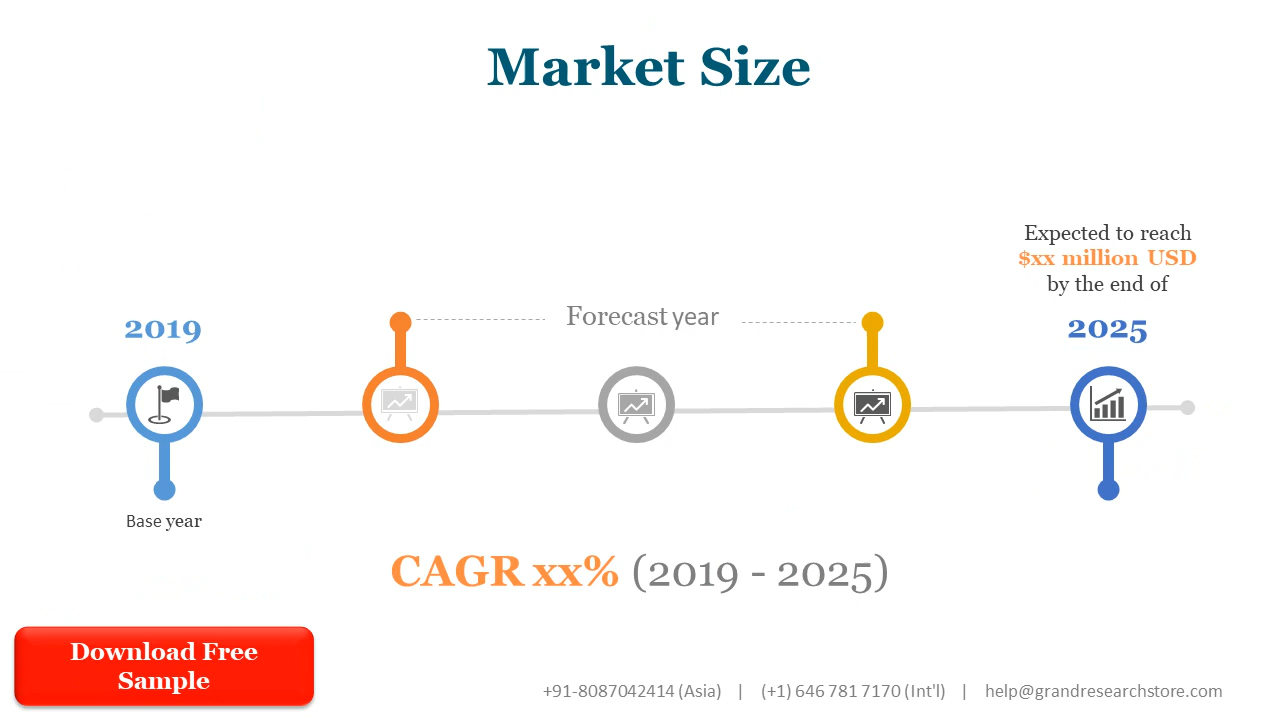 Market Size
Expected to reach
$xx million USD
by the end of
2019
Forecast year
2025
Base year
CAGR xx% (2019 - 2025)
Download Free
Sample
+91-8087042414 (Asia) | (+1) 646 781 7170 (Int'l) | help@grandresearchstore.com